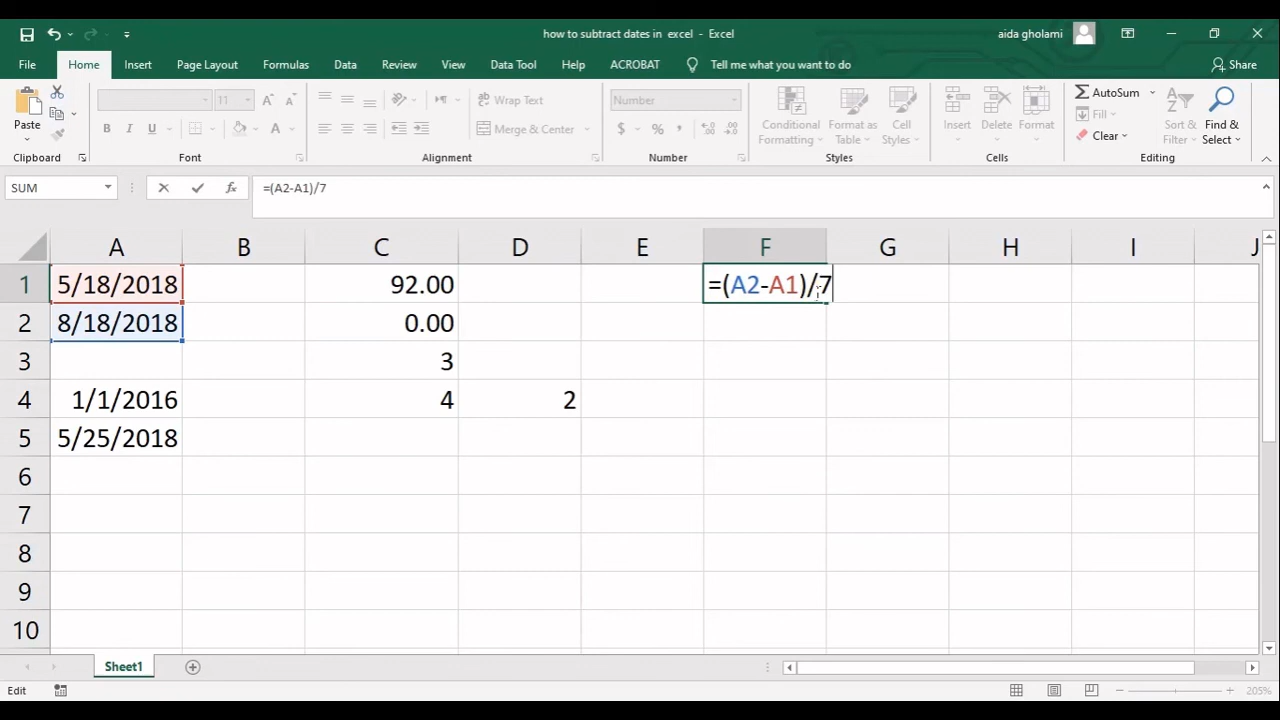 how to subtract dates in excel - Excel
aida gholami
File Home Insert Page Layout Formulas Data Review View Data Tool Help ACROBAT Tell me what you want to do Share
Paste
Clipboard
11 A A
B I U A
Font
ab Wrap Text
Merge & Center
Alignment
Number
$ % ,
Number
Conditional Formatting
Format as Table
Cell Styles
Styles
Insert Delete Format
Cells
AutoSum
Fill
Clear
Sort & Filter
Find & Select
Editing
SUM fx =(A2-A1)/7
A B C D E F G H I J
1 5/18/2018 92.00 =(A2-A1)/7
2 8/18/2018 0.00
3 3
4 1/1/2016 4 2
5 5/25/2018
6
7
8
9
10
Sheet1
Edit 205%